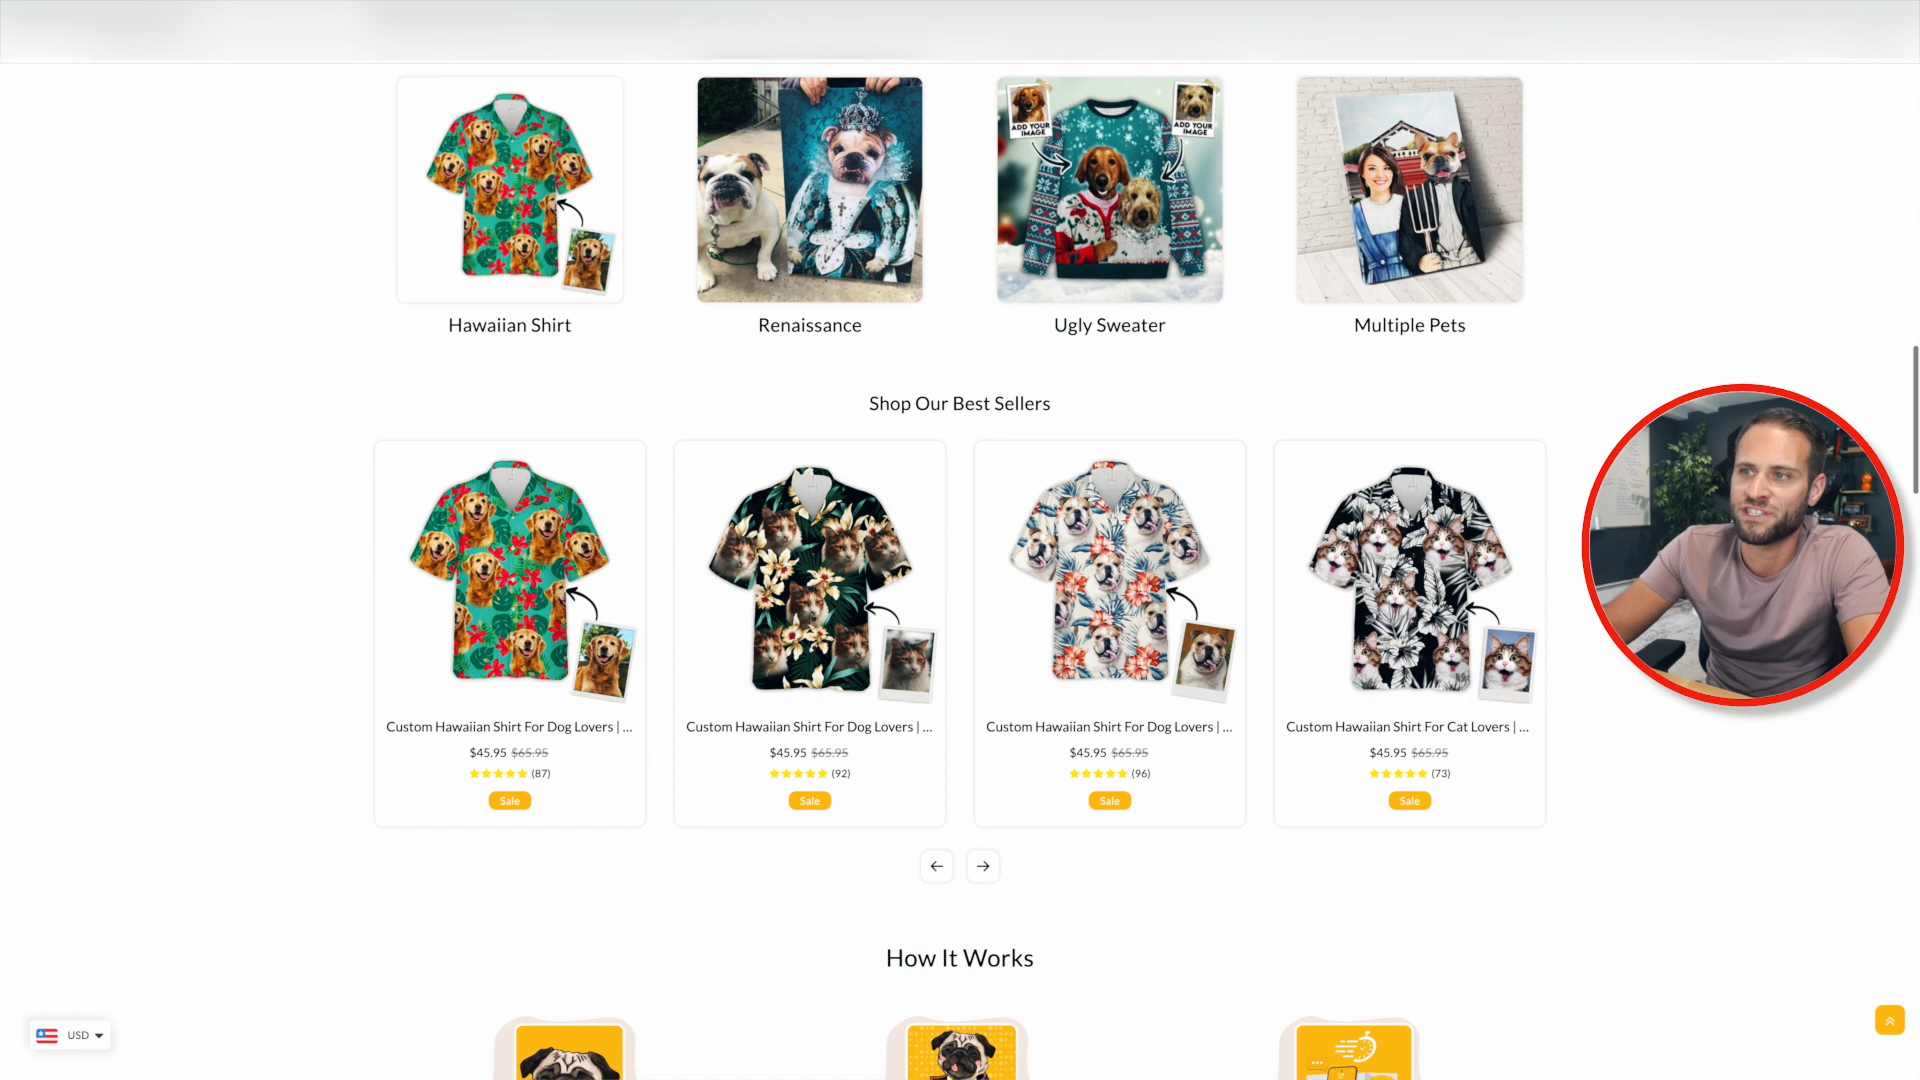 ADD YOUR
IMAGE
ADD YOUR
IMAGE
Hawaiian Shirt
Renaissance
Ugly Sweater
Multiple Pets
Shop Our Best Sellers
Custom Hawaiian Shirt For Dog Lovers | ...
$45.95 $65.95
(87)
Sale
Custom Hawaiian Shirt For Dog Lovers | ...
$45.95 $65.95
(92)
Sale
Custom Hawaiian Shirt For Dog Lovers | ...
$45.95 $65.95
(96)
Sale
Custom Hawaiian Shirt For Cat Lovers | ...
$45.95 $65.95
(73)
Sale
How It Works
USD